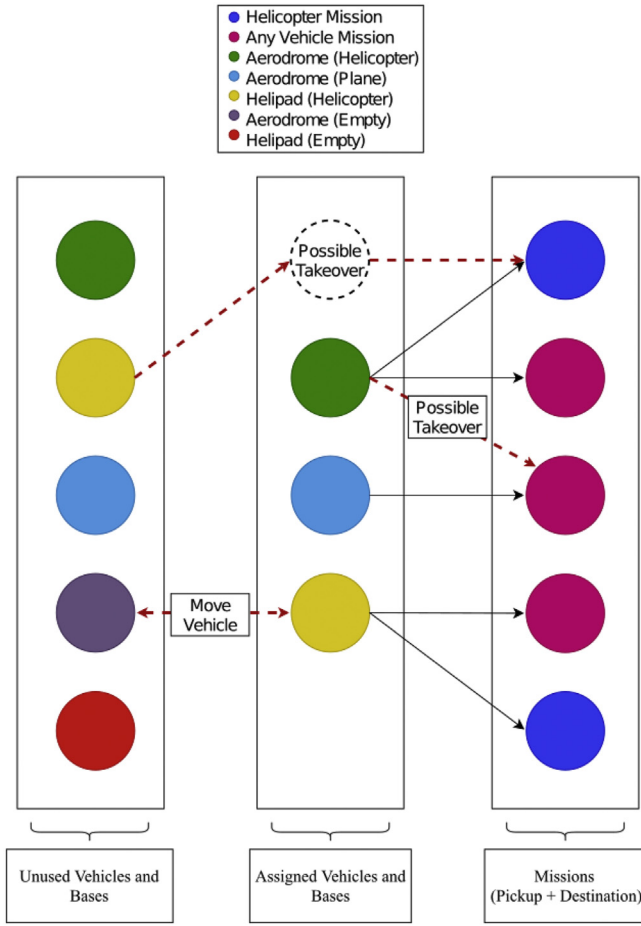 Helicopter Mission
Any Vehicle Mission
Aerodrome (Helicopter)
Aerodrome (Plane)
Helipad (Helicopter)
Aerodrome (Empty)
Helipad (Empty)
Possible
Takeover
Possible
Takeover
Move
Vehicle
Unused Vehicles and
Bases
Assigned Vehicles and
Bases
Missions
(Pickup + Destination)